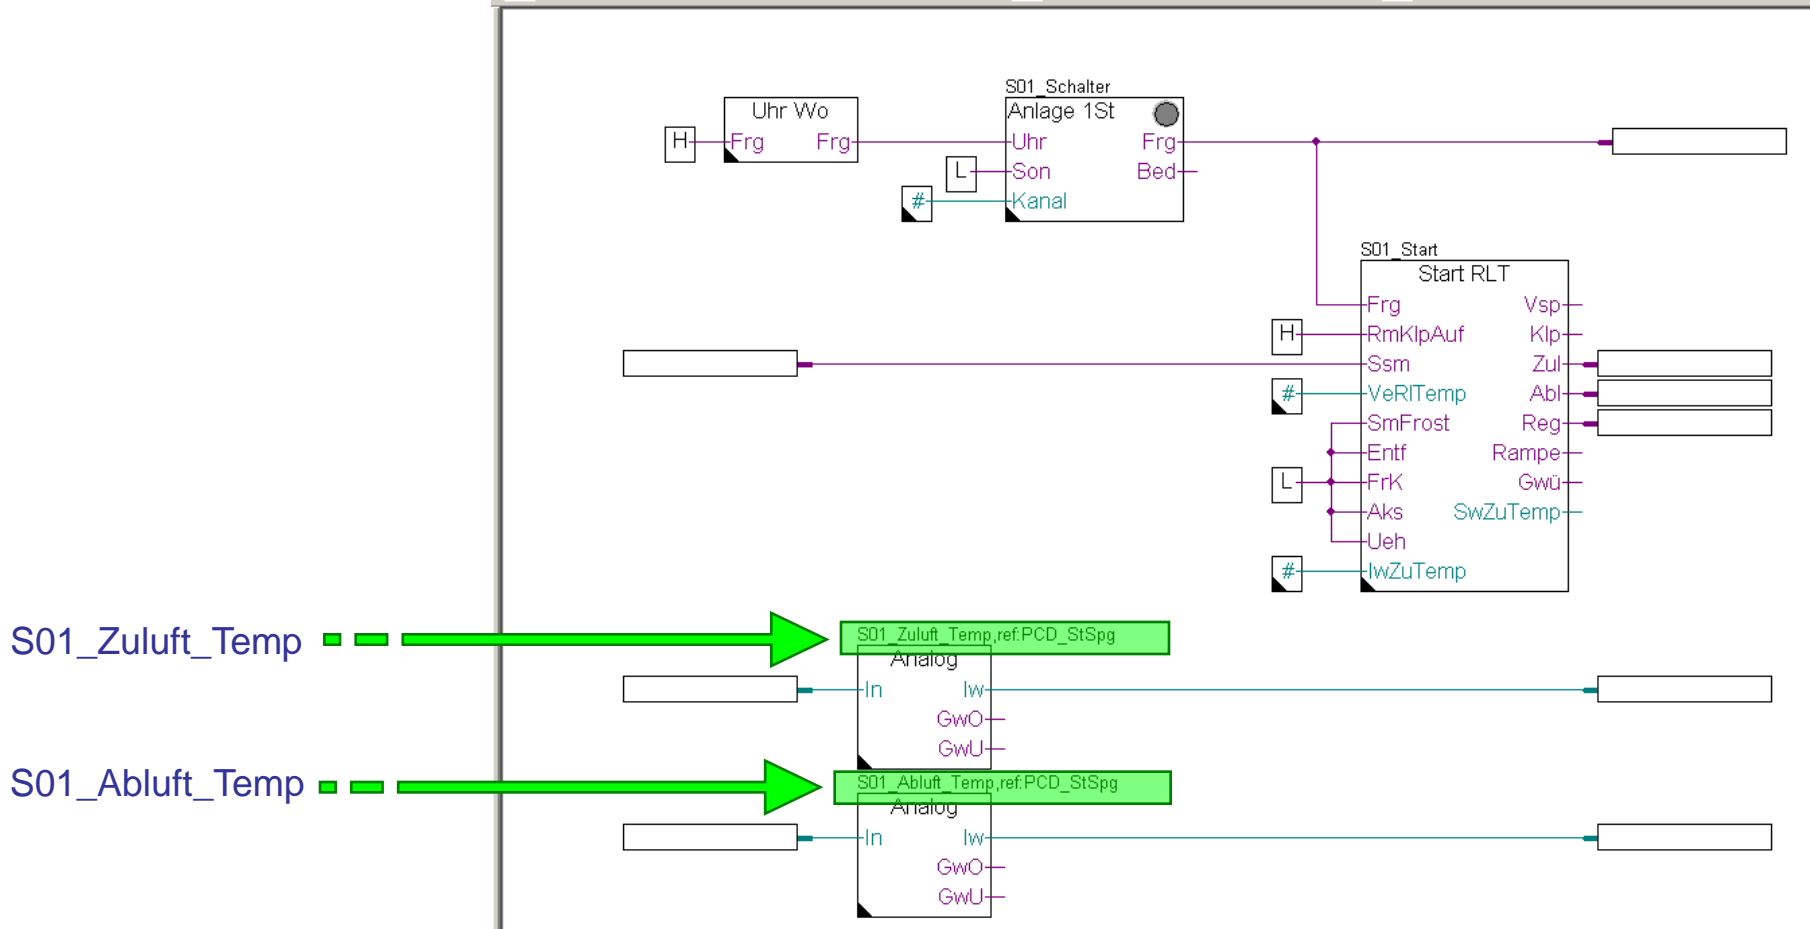 S01_Schalter
Uhr Wo
Anlage 1St
H Frg Frg Uhr Frg
L Son Bed
# Kanal
S01_Start
Start RLT
Frg Vsp
H RmKlpAuf Klp
Ssm Zul
# VeRlTemp Abl
SmFrost Reg
Entf Rampe
L FrK Gwü
Aks SwZuTemp
Ueh
# IwZuTemp
S01_Zuluft_Temp S01_Zuluft_Temp,ref:PCD_StSpg
Analog
In Iw
GwO
GwU
S01_Abluft_Temp S01_Abluft_Temp,ref:PCD_StSpg
Analog
In Iw
GwO
GwU